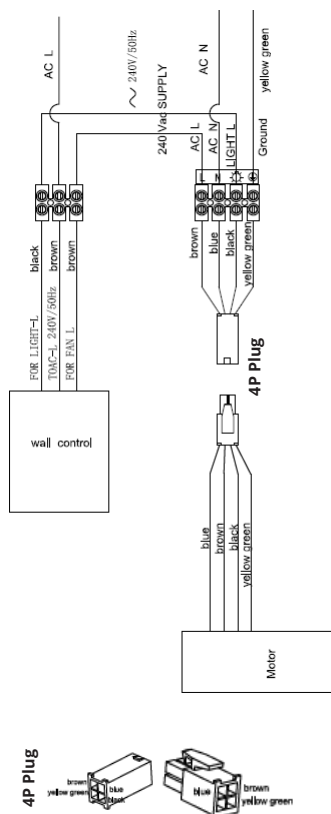 AC L
240V/50Hz
240Vac SUPPLY
AC N
yellow green
AC L
AC N
LIGHT L
Ground
L
N
black
brown
brown
brown
blue
black
yellow green
FOR LIGHT-L
TOAC-L 240V/50Hz
FOR FAN L
4P Plug
wall control
blue
brown
black
yellow green
Motor
4P Plug
brown
yellow green
blue
black
blue
brown
yellow green